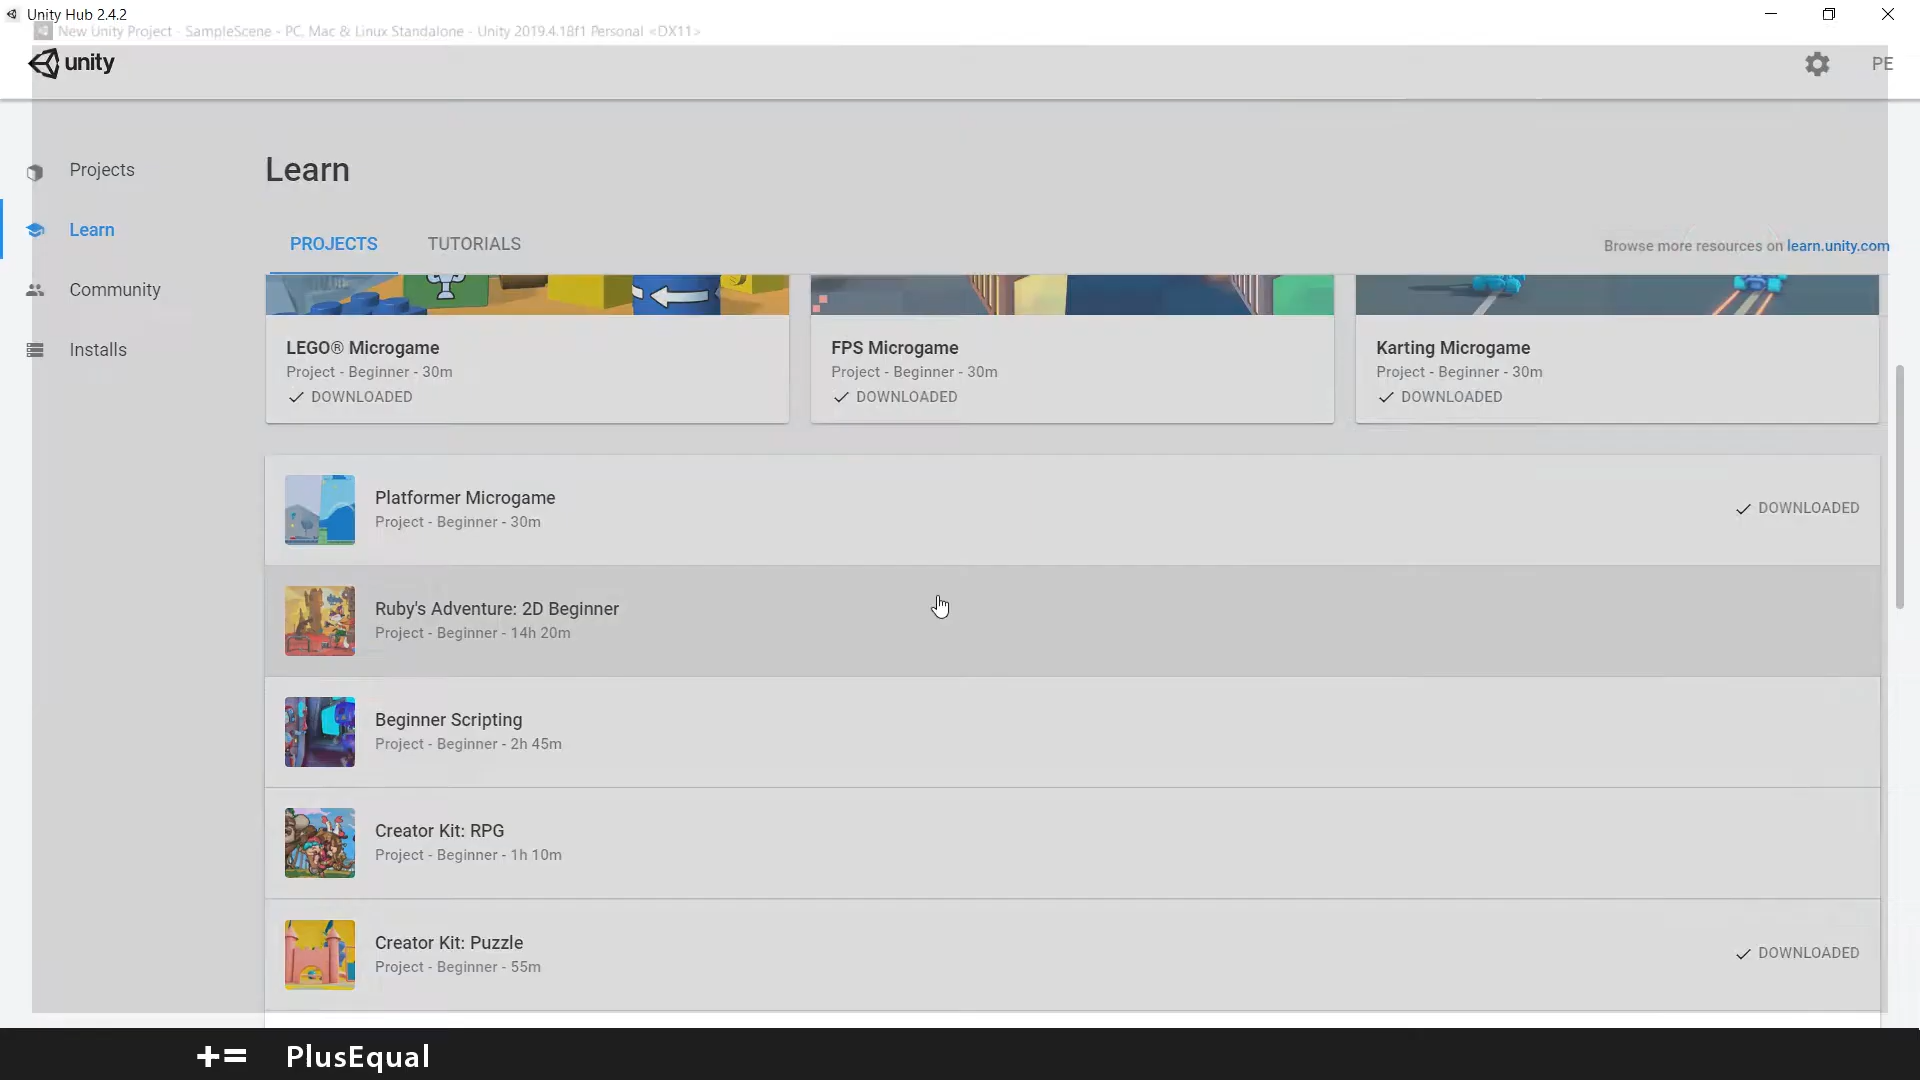 Unity Hub 2.4.2
New Unity Project - SampleScene - PC, Mac & Linux Standalone - Unity 2019.4.18f1 Personal <DX11>
unity
PE
Projects
Learn
Community
Installs
Learn
PROJECTS
TUTORIALS
Browse more resources on learn.unity.com
LEGO® Microgame
Project - Beginner - 30m
DOWNLOADED
FPS Microgame
Project - Beginner - 30m
DOWNLOADED
Karting Microgame
Project - Beginner - 30m
DOWNLOADED
Platformer Microgame
Project - Beginner - 30m
DOWNLOADED
Ruby's Adventure: 2D Beginner
Project - Beginner - 14h 20m
Beginner Scripting
Project - Beginner - 2h 45m
Creator Kit: RPG
Project - Beginner - 1h 10m
Creator Kit: Puzzle
Project - Beginner - 55m
DOWNLOADED
+= PlusEqual